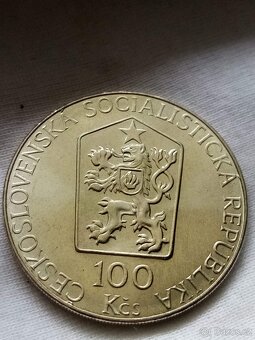 ČESKOSLOVENSKÁ SOCIALISTICKÁ REPUBLIKA
100
Kčs